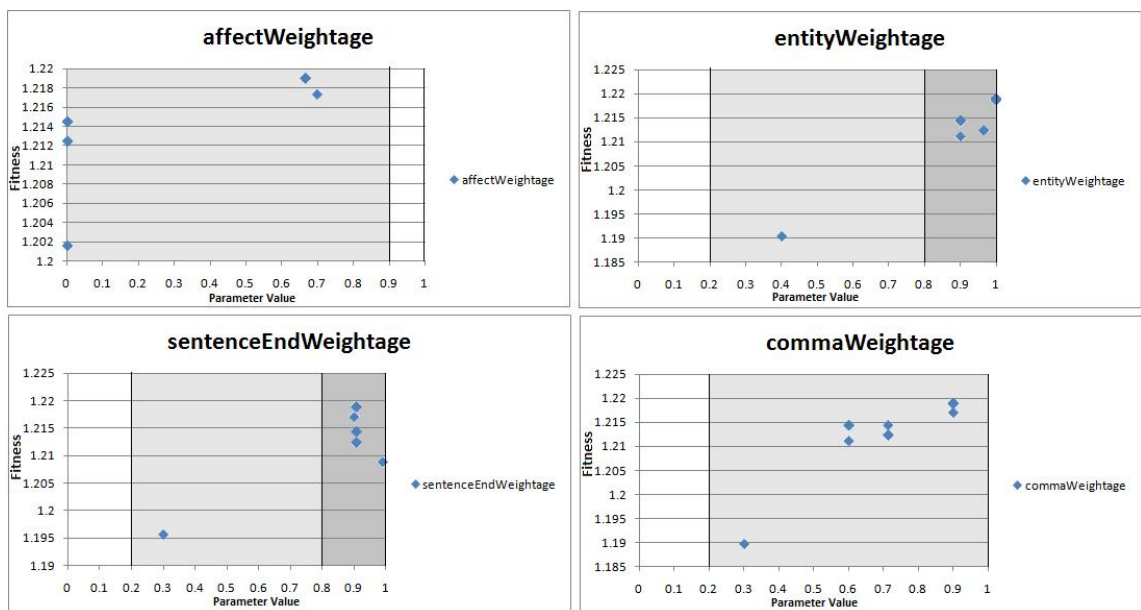 affectWeightage
1.22
1.218
1.216
1.214
1.212
1.21
1.208
1.206
1.204
1.202
1.2
Fitness
0 0.1 0.2 0.3 0.4 0.5 0.6 0.7 0.8 0.9 1
Parameter Value
affectWeightage
entityWeightage
1.225
1.22
1.215
1.21
1.205
1.2
1.195
1.19
1.185
Fitness
0 0.1 0.2 0.3 0.4 0.5 0.6 0.7 0.8 0.9 1
Parameter Value
entityWeightage
sentenceEndWeightage
1.225
1.22
1.215
1.21
1.205
1.2
1.195
1.19
Fitness
0 0.1 0.2 0.3 0.4 0.5 0.6 0.7 0.8 0.9 1
Parameter Value
sentenceEndWeightage
commaWeightage
1.225
1.22
1.215
1.21
1.205
1.2
1.195
1.19
1.185
Fitness
0 0.1 0.2 0.3 0.4 0.5 0.6 0.7 0.8 0.9 1
Parameter Value
commaWeightage